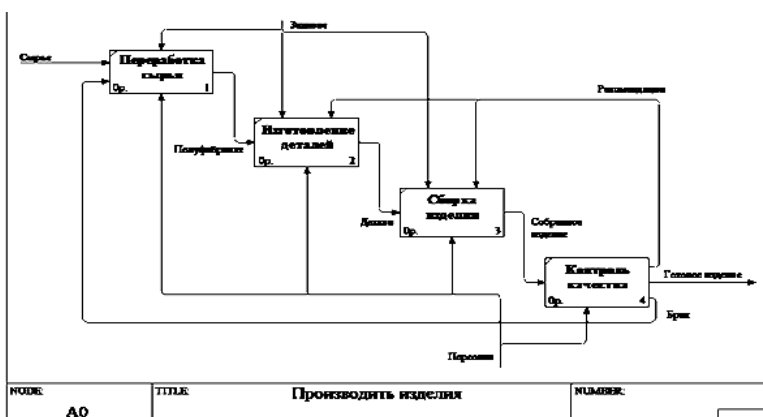 Сырье
Переработка
сырья
0р. 1
Полуфабрикат
Изготовление
деталей
0р. 2
Рекомендации
Детали
Сборка
изделия
0р. 3
Собранное
изделие
Контроль
качества
0р. 4
Готовое изделие
Брак
Персонал
NODE:
A0
TITLE:
Производить изделия
NUMBER: